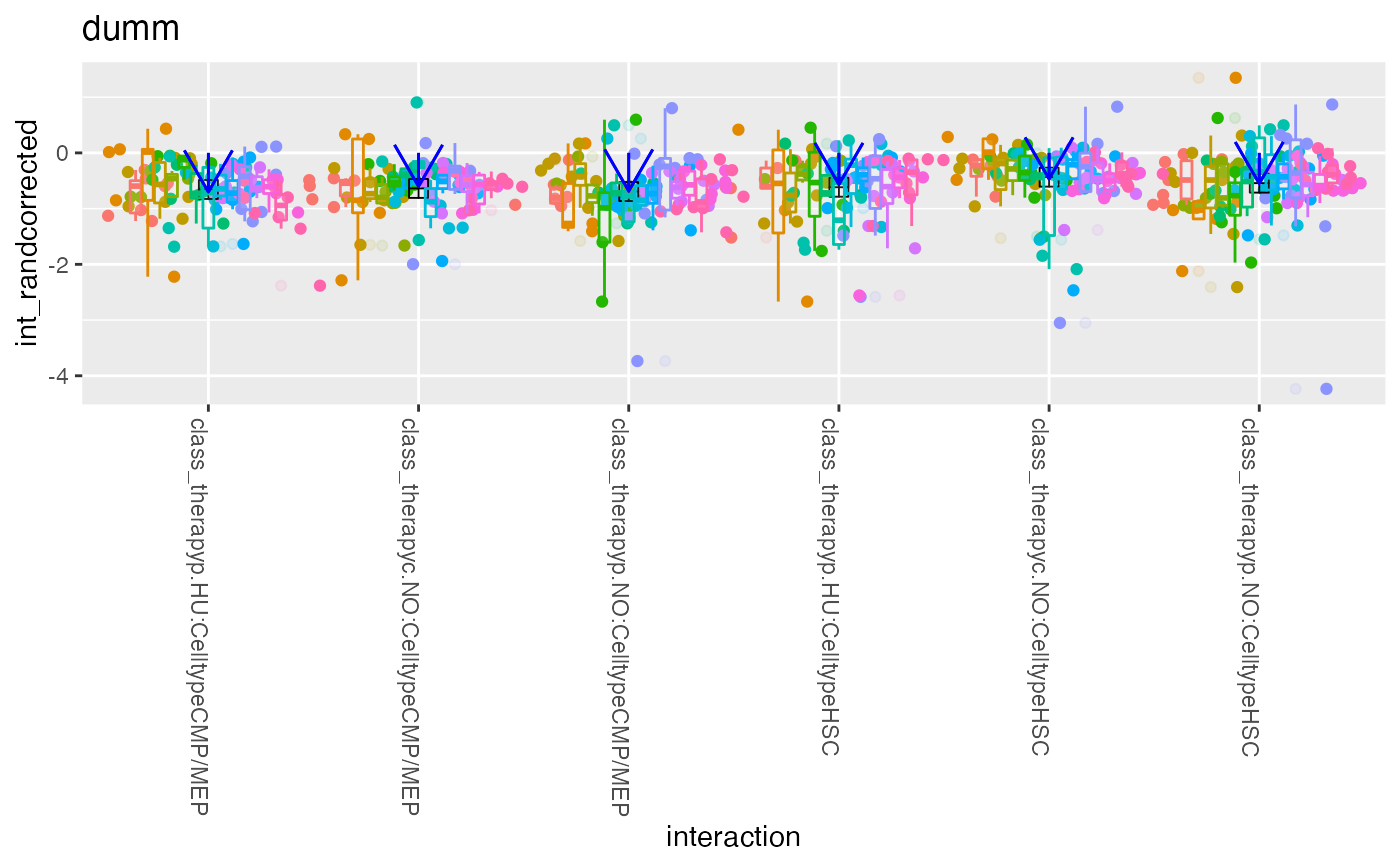 dumm
int_randcorrected
0
-2
-4
class_therapyp.HU:CelltypeCMP/MEP
class_therapyc.NO:CelltypeCMP/MEP
class_therapyp.NO:CelltypeCMP/MEP
class_therapyp.HU:CelltypeHSC
class_therapyc.NO:CelltypeHSC
class_therapyp.NO:CelltypeHSC
interaction